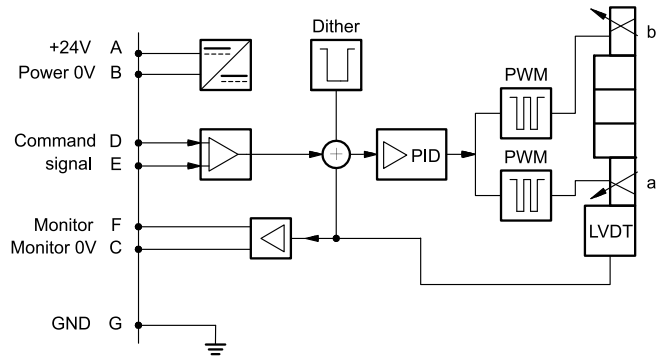 Dither
+24V A
Power 0V B
b
PWM
Command D
signal E
+
PID
PWM
a
Monitor F
Monitor 0V C
LVDT
GND G